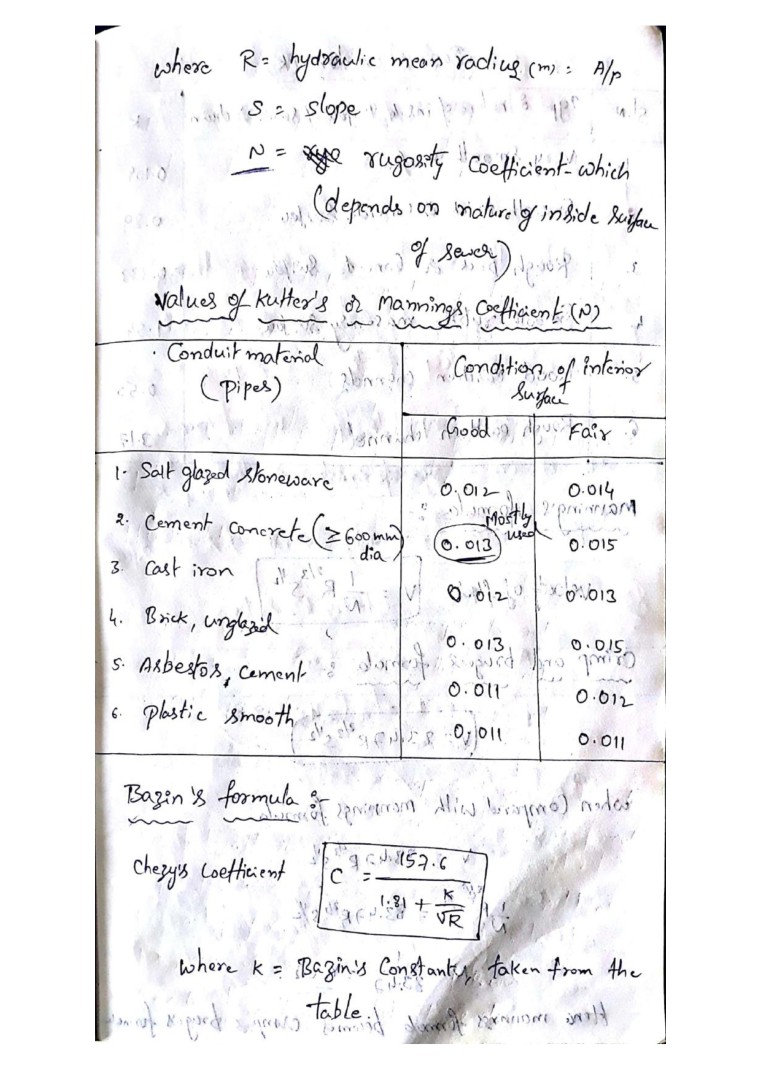 where R = hydraulic mean radius (m) = A/p
S = slope
N = rugosity coefficient - which
(depends on nature of inside surface
of sewer)
Values of Kutter's or Mannings Coefficient (N)
Conduit material Condition of interior
(pipes) surface
Good Fair
1. Salt glazed stoneware 0.012 0.014
2. Cement concrete (≥600 mm dia) 0.013 Mostly used 0.015
3. Cast iron 0.012 0.013
4. Brick, unglazed 0.013 0.015
5. Asbestos, cement 0.011 0.012
6. Plastic smooth 0.011 0.011
Bazin's formula :-
Chezy's coefficient C = 157.6 / (1.81 + K/√R)
where K = Bazin's Constant, taken from the
table.